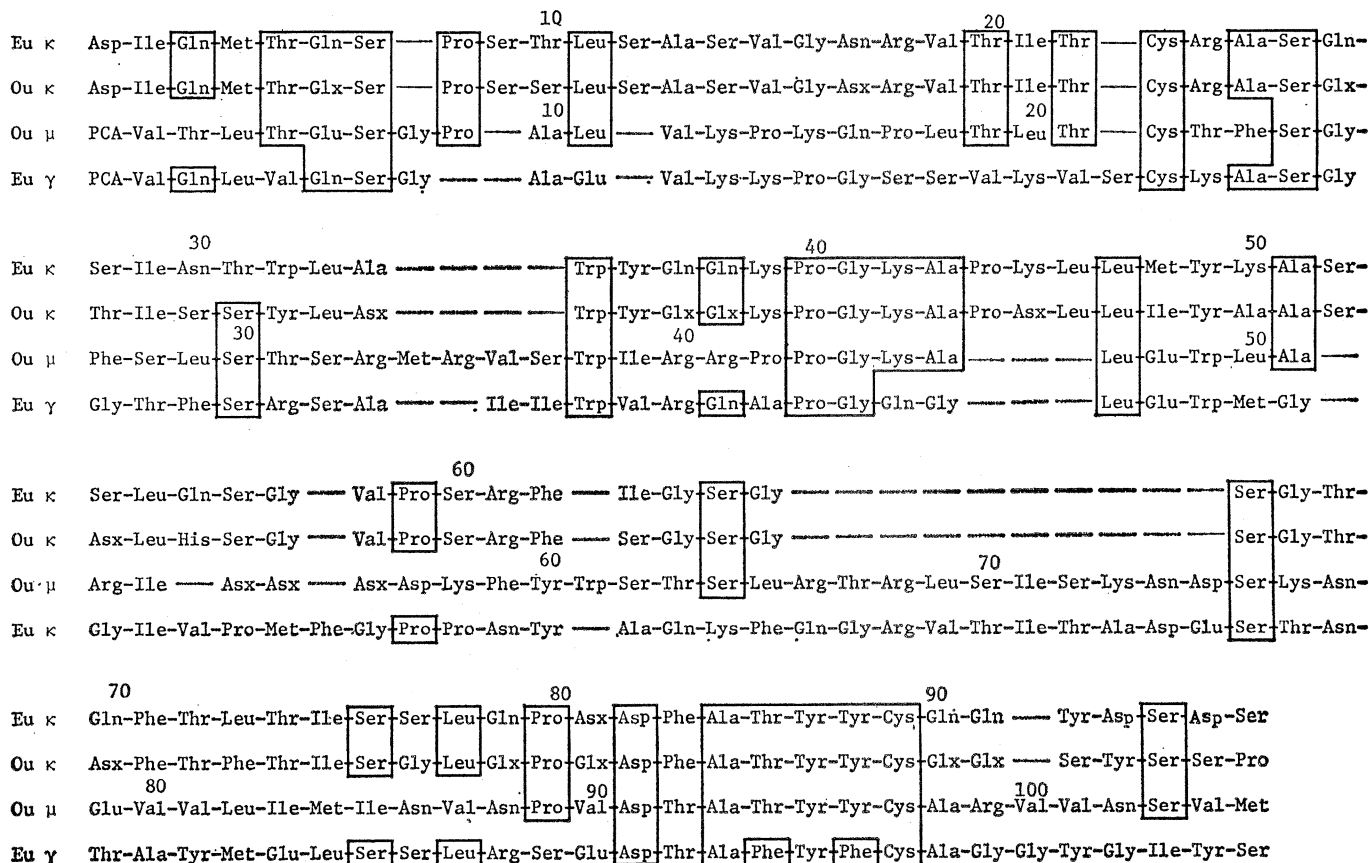 10 20
Eu κ Asp-Ile-Gln-Met-Thr-Gln-Ser — Pro-Ser-Thr-Leu-Ser-Ala-Ser-Val-Gly-Asn-Arg-Val-Thr-Ile-Thr — Cys-Arg-Ala-Ser-Gln-
Ou κ Asp-Ile-Gln-Met-Thr-Glx-Ser — Pro-Ser-Ser-Leu-Ser-Ala-Ser-Val-Gly-Asx-Arg-Val-Thr-Ile-Thr — Cys-Arg-Ala-Ser-Glx-
10 20
Ou μ PCA-Val-Thr-Leu-Thr-Glu-Ser-Gly-Pro — Ala-Leu — Val-Lys-Pro-Lys-Gln-Pro-Leu-Thr-Leu-Thr — Cys-Thr-Phe-Ser-Gly-
Eu γ PCA-Val-Gln-Leu-Val-Gln-Ser-Gly — — Ala-Glu — Val-Lys-Lys-Pro-Gly-Ser-Ser-Val-Lys-Val-Ser-Cys-Lys-Ala-Ser-Gly
30 40 50
Eu κ Ser-Ile-Asn-Thr-Trp-Leu-Ala — — — — Trp-Tyr-Gln-Gln-Lys-Pro-Gly-Lys-Ala-Pro-Lys-Leu-Leu-Met-Tyr-Lys-Ala-Ser-
Ou κ Thr-Ile-Ser-Ser-Tyr-Leu-Asx — — — — Trp-Tyr-Glx-Glx-Lys-Pro-Gly-Lys-Ala-Pro-Asx-Leu-Leu-Ile-Tyr-Ala-Ala-Ser-
30 40 50
Ou μ Phe-Ser-Leu-Ser-Thr-Ser-Arg-Met-Arg-Val-Ser-Trp-Ile-Arg-Arg-Pro-Pro-Gly-Lys-Ala — — — Leu-Glu-Trp-Leu-Ala —
Eu γ Gly-Thr-Phe-Ser-Arg-Ser-Ala — — Ile-Ile-Trp-Val-Arg-Gln-Ala-Pro-Gly-Gln-Gly — — — Leu-Glu-Trp-Met-Gly —
60
Eu κ Ser-Leu-Gln-Ser-Gly — Val-Pro-Ser-Arg-Phe — Ile-Gly-Ser-Gly — — — — — — — — — — Ser-Gly-Thr-
Ou κ Asx-Leu-His-Ser-Gly — Val-Pro-Ser-Arg-Phe — Ser-Gly-Ser-Gly — — — — — — — — — — Ser-Gly-Thr-
60 70
Ou μ Arg-Ile — Asx-Asx — Asx-Asp-Lys-Phe-Tyr-Trp-Ser-Thr-Ser-Leu-Arg-Thr-Arg-Leu-Ser-Ile-Ser-Lys-Asn-Asp-Ser-Lys-Asn-
Eu κ Gly-Ile-Val-Pro-Met-Phe-Gly-Pro-Pro-Asn-Tyr — Ala-Gln-Lys-Phe-Gln-Gly-Arg-Val-Thr-Ile-Thr-Ala-Asp-Glu-Ser-Thr-Asn-
70 80 90
Eu κ Gln-Phe-Thr-Leu-Thr-Ile-Ser-Ser-Leu-Gln-Pro-Asx-Asp-Phe-Ala-Thr-Tyr-Tyr-Cys-Gln-Gln — Tyr-Asp-Ser-Asp-Ser
Ou κ Asx-Phe-Thr-Phe-Thr-Ile-Ser-Gly-Leu-Glx-Pro-Glx-Asp-Phe-Ala-Thr-Tyr-Tyr-Cys-Glx-Glx — Ser-Tyr-Ser-Ser-Pro
80 90 100
Ou μ Glu-Val-Val-Leu-Ile-Met-Ile-Asn-Val-Asn-Pro-Val-Asp-Thr-Ala-Thr-Tyr-Tyr-Cys-Ala-Arg-Val-Val-Asn-Ser-Val-Met
Eu γ Thr-Ala-Tyr-Met-Glu-Leu-Ser-Ser-Leu-Arg-Ser-Glu-Asp-Thr-Ala-Phe-Tyr-Phe-Cys-Ala-Gly-Gly-Tyr-Gly-Ile-Tyr-Ser